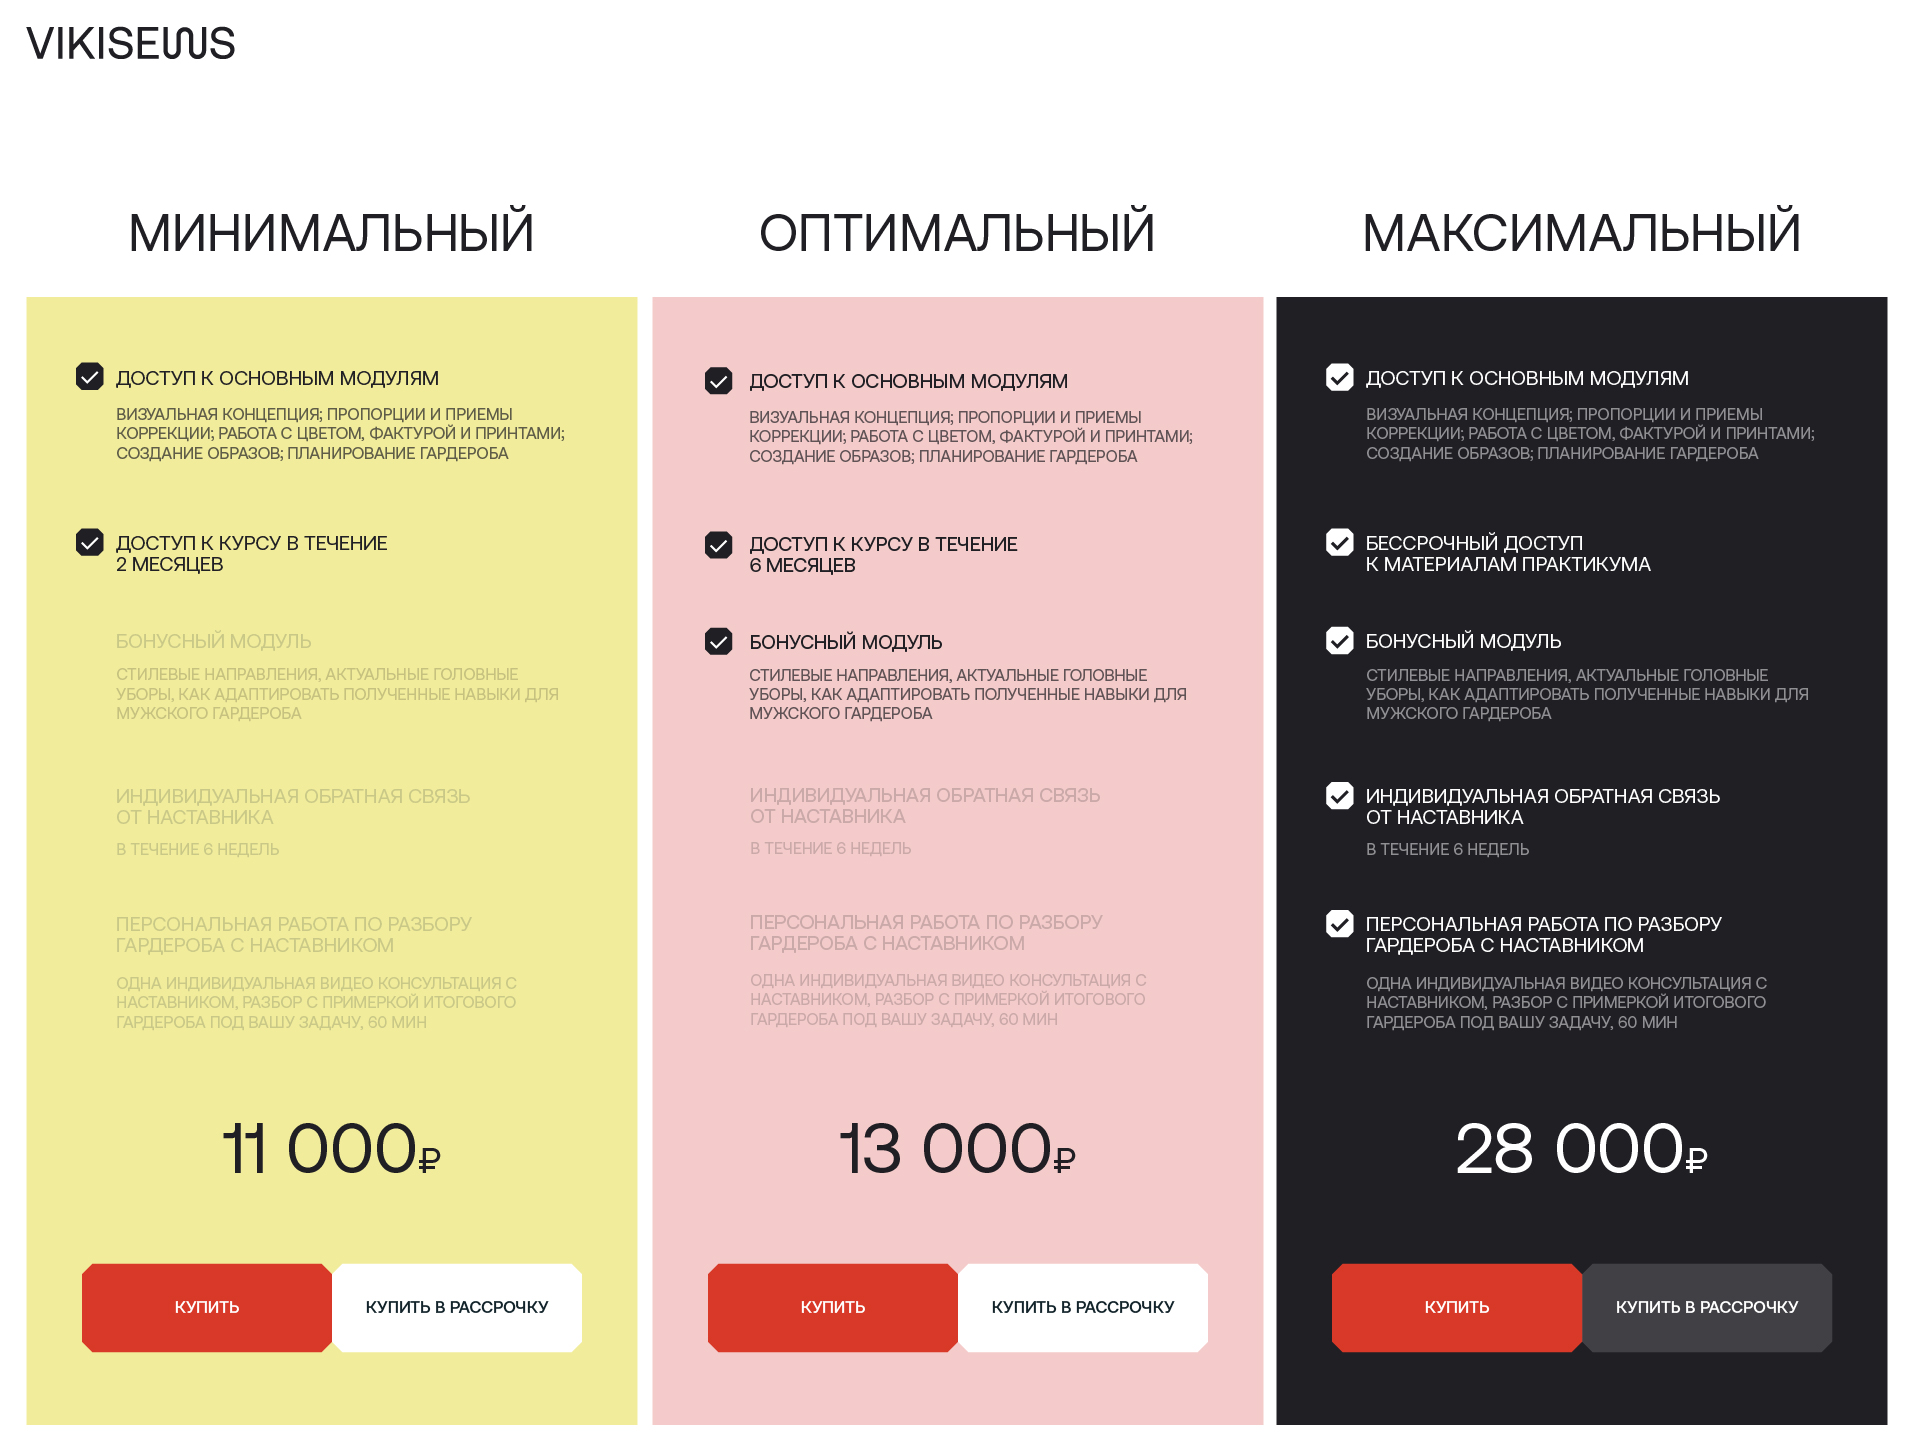 VIKISEWS
МИНИМАЛЬНЫЙ
ДОСТУП К ОСНОВНЫМ МОДУЛЯМ
ВИЗУАЛЬНАЯ КОНЦЕПЦИЯ; ПРОПОРЦИИ И ПРИЕМЫ
КОРРЕКЦИИ; РАБОТА С ЦВЕТОМ, ФАКТУРОЙ И ПРИНТАМИ;
СОЗДАНИЕ ОБРАЗОВ; ПЛАНИРОВАНИЕ ГАРДЕРОБА
ДОСТУП К КУРСУ В ТЕЧЕНИЕ
2 МЕСЯЦЕВ
БОНУСНЫЙ МОДУЛЬ
СТИЛЕВЫЕ НАПРАВЛЕНИЯ, АКТУАЛЬНЫЕ ГОЛОВНЫЕ
УБОРЫ, КАК АДАПТИРОВАТЬ ПОЛУЧЕННЫЕ НАВЫКИ ДЛЯ
МУЖСКОГО ГАРДЕРОБА
ИНДИВИДУАЛЬНАЯ ОБРАТНАЯ СВЯЗЬ
ОТ НАСТАВНИКА
В ТЕЧЕНИЕ 6 НЕДЕЛЬ
ПЕРСОНАЛЬНАЯ РАБОТА ПО РАЗБОРУ
ГАРДЕРОБА С НАСТАВНИКОМ
ОДНА ИНДИВИДУАЛЬНАЯ ВИДЕО КОНСУЛЬТАЦИЯ С
НАСТАВНИКОМ, РАЗБОР С ПРИМЕРКОЙ ИТОГОВОГО
ГАРДЕРОБА ПОД ВАШУ ЗАДАЧУ, 60 МИН
11 000₽
КУПИТЬ
КУПИТЬ В РАССРОЧКУ
ОПТИМАЛЬНЫЙ
ДОСТУП К ОСНОВНЫМ МОДУЛЯМ
ВИЗУАЛЬНАЯ КОНЦЕПЦИЯ; ПРОПОРЦИИ И ПРИЕМЫ
КОРРЕКЦИИ; РАБОТА С ЦВЕТОМ, ФАКТУРОЙ И ПРИНТАМИ;
СОЗДАНИЕ ОБРАЗОВ; ПЛАНИРОВАНИЕ ГАРДЕРОБА
ДОСТУП К КУРСУ В ТЕЧЕНИЕ
6 МЕСЯЦЕВ
БОНУСНЫЙ МОДУЛЬ
СТИЛЕВЫЕ НАПРАВЛЕНИЯ, АКТУАЛЬНЫЕ ГОЛОВНЫЕ
УБОРЫ, КАК АДАПТИРОВАТЬ ПОЛУЧЕННЫЕ НАВЫКИ ДЛЯ
МУЖСКОГО ГАРДЕРОБА
ИНДИВИДУАЛЬНАЯ ОБРАТНАЯ СВЯЗЬ
ОТ НАСТАВНИКА
В ТЕЧЕНИЕ 6 НЕДЕЛЬ
ПЕРСОНАЛЬНАЯ РАБОТА ПО РАЗБОРУ
ГАРДЕРОБА С НАСТАВНИКОМ
ОДНА ИНДИВИДУАЛЬНАЯ ВИДЕО КОНСУЛЬТАЦИЯ С
НАСТАВНИКОМ, РАЗБОР С ПРИМЕРКОЙ ИТОГОВОГО
ГАРДЕРОБА ПОД ВАШУ ЗАДАЧУ, 60 МИН
13 000₽
КУПИТЬ
КУПИТЬ В РАССРОЧКУ
МАКСИМАЛЬНЫЙ
ДОСТУП К ОСНОВНЫМ МОДУЛЯМ
ВИЗУАЛЬНАЯ КОНЦЕПЦИЯ; ПРОПОРЦИИ И ПРИЕМЫ
КОРРЕКЦИИ; РАБОТА С ЦВЕТОМ, ФАКТУРОЙ И ПРИНТАМИ;
СОЗДАНИЕ ОБРАЗОВ; ПЛАНИРОВАНИЕ ГАРДЕРОБА
БЕССРОЧНЫЙ ДОСТУП
К МАТЕРИАЛАМ ПРАКТИКУМА
БОНУСНЫЙ МОДУЛЬ
СТИЛЕВЫЕ НАПРАВЛЕНИЯ, АКТУАЛЬНЫЕ ГОЛОВНЫЕ
УБОРЫ, КАК АДАПТИРОВАТЬ ПОЛУЧЕННЫЕ НАВЫКИ ДЛЯ
МУЖСКОГО ГАРДЕРОБА
ИНДИВИДУАЛЬНАЯ ОБРАТНАЯ СВЯЗЬ
ОТ НАСТАВНИКА
В ТЕЧЕНИЕ 6 НЕДЕЛЬ
ПЕРСОНАЛЬНАЯ РАБОТА ПО РАЗБОРУ
ГАРДЕРОБА С НАСТАВНИКОМ
ОДНА ИНДИВИДУАЛЬНАЯ ВИДЕО КОНСУЛЬТАЦИЯ С
НАСТАВНИКОМ, РАЗБОР С ПРИМЕРКОЙ ИТОГОВОГО
ГАРДЕРОБА ПОД ВАШУ ЗАДАЧУ, 60 МИН
28 000₽
КУПИТЬ
КУПИТЬ В РАССРОЧКУ